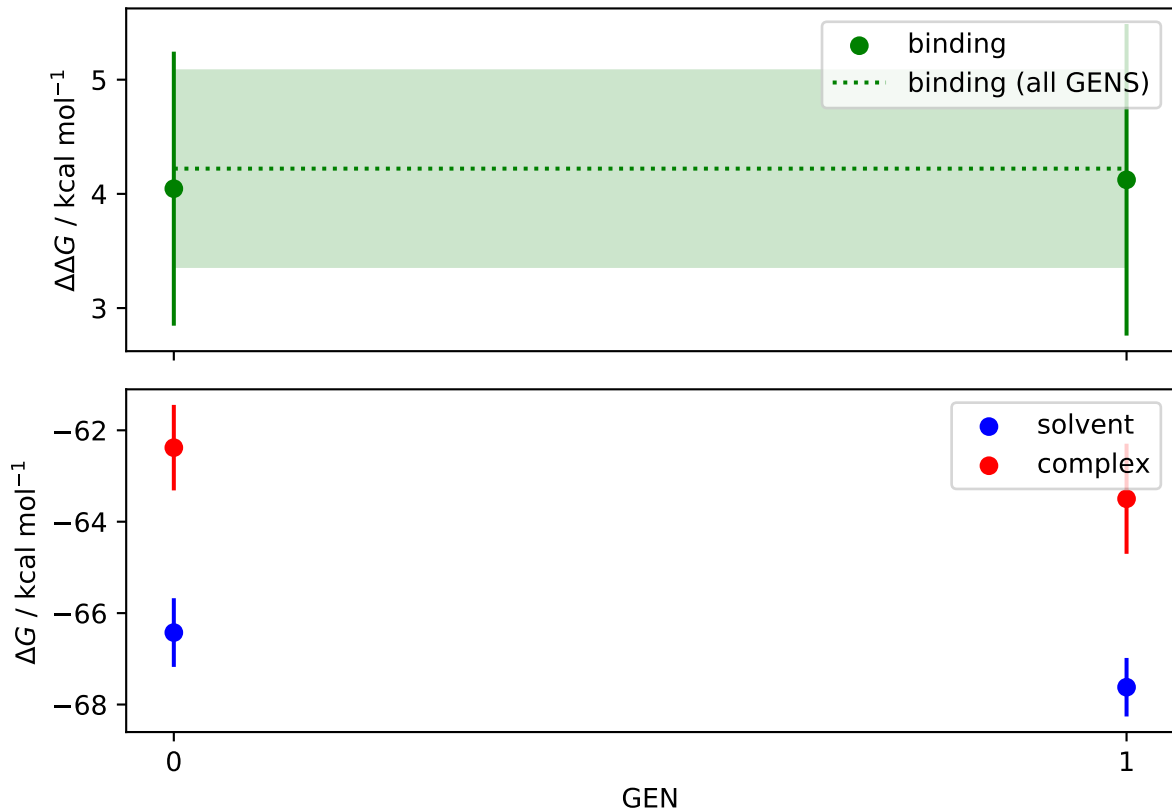 binding
binding (all GENS)
5
4
3
ΔΔG / kcal mol⁻¹
solvent
complex
−62
−64
−66
−68
ΔG / kcal mol⁻¹
0
1
GEN